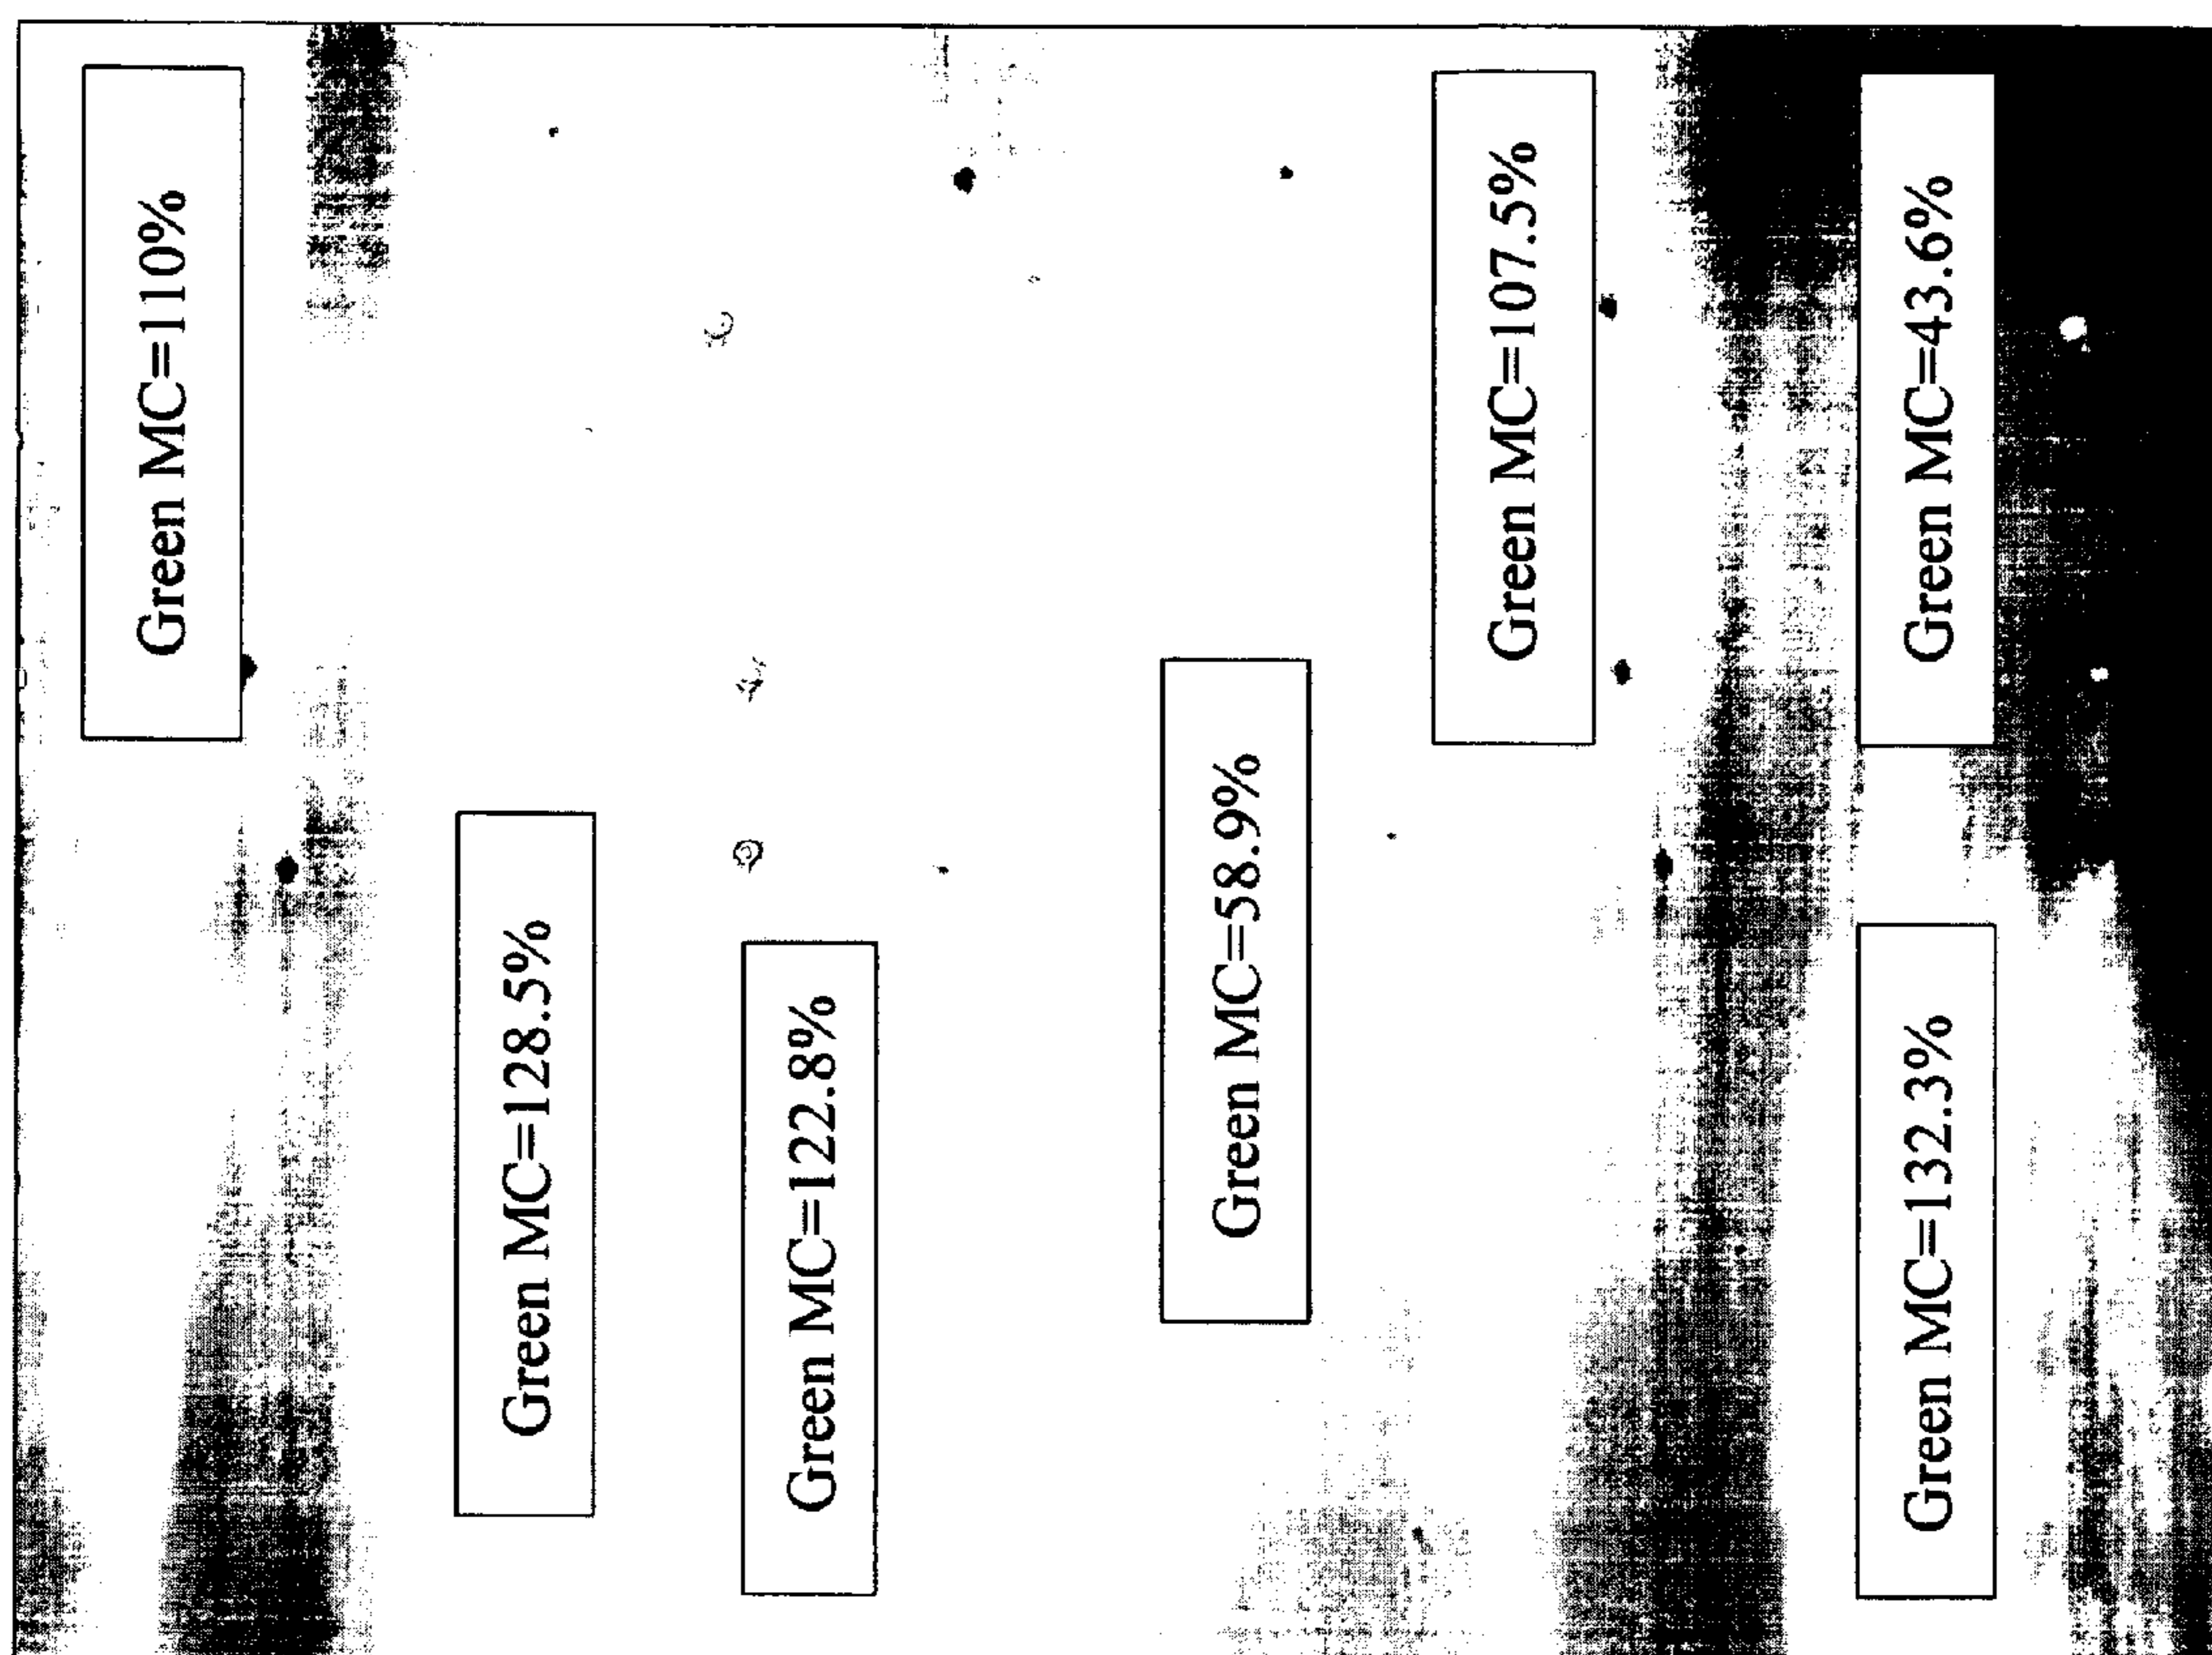 Green MC=110%
Green MC=128.5%
Green MC=122.8%
Green MC=58.9%
Green MC=107.5%
Green MC=132.3%
Green MC=43.6%